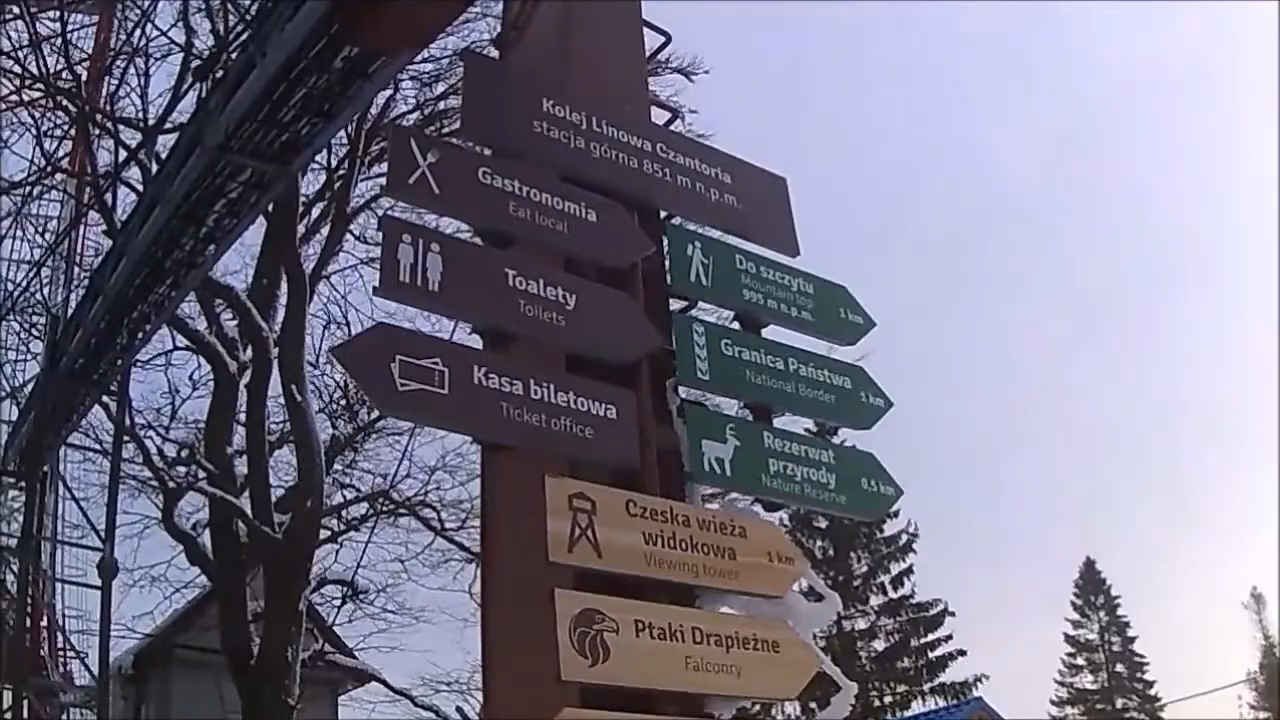 Kolej Linowa Czantoria
stacja górna 851 m n.p.m.
Gastronomia
Eat local
Toalety
Toilets
Kasa biletowa
Ticket office
Do szczytu
Mountain top
995 m n.p.m.
1 km
Granica Państwa
National Border
1 km
Rezerwat
przyrody
Nature Reserve
0,5 km
Czeska wieża
widokowa
Viewing tower
1 km
Ptaki Drapieżne
Falconry